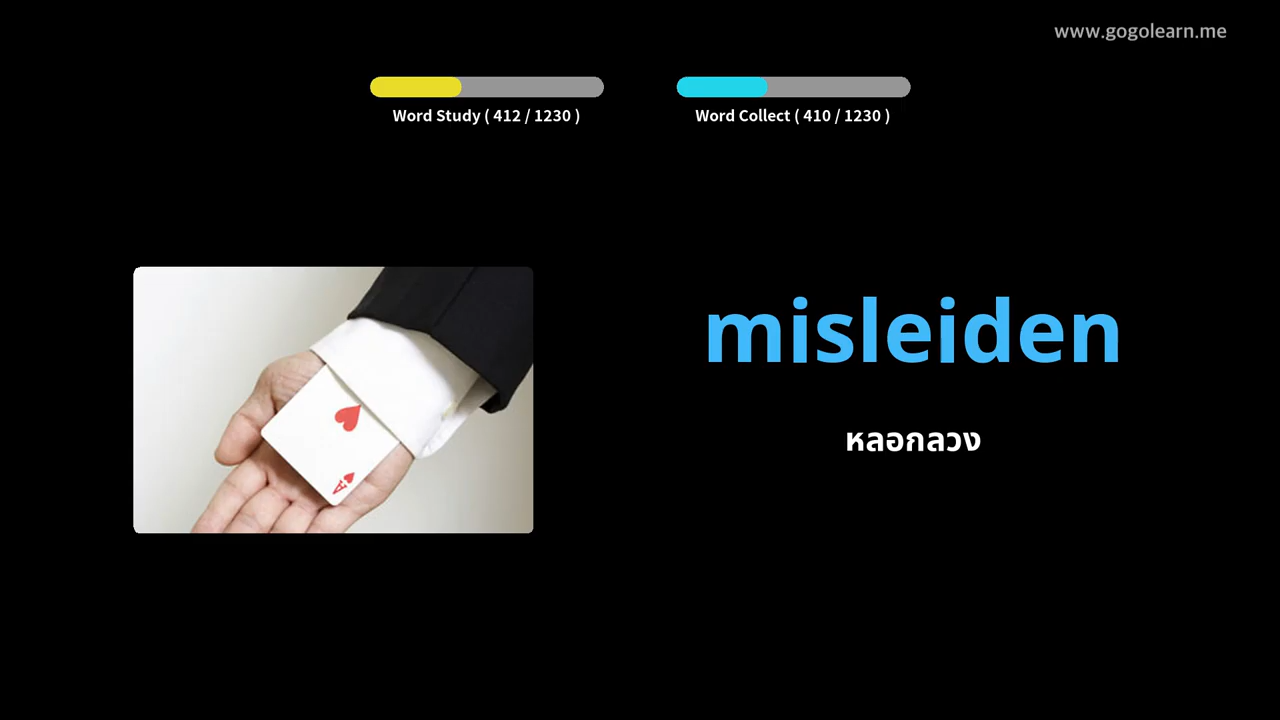 www.gogolearn.me
Word Study ( 412 / 1230 )
Word Collect ( 410 / 1230 )
A
misleiden
หลอกลวง